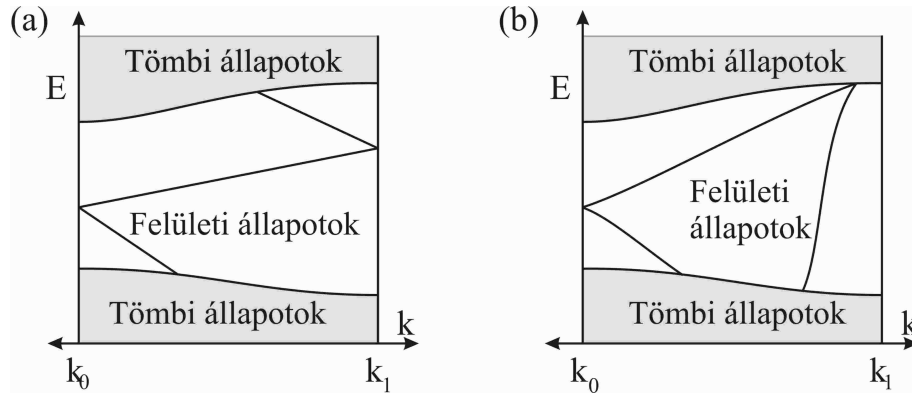 (a)
E
Tömbi állapotok
Felületi állapotok
Tömbi állapotok
k
k₀
k₁
(b)
E
Tömbi állapotok
Felületi
állapotok
Tömbi állapotok
k
k₀
k₁